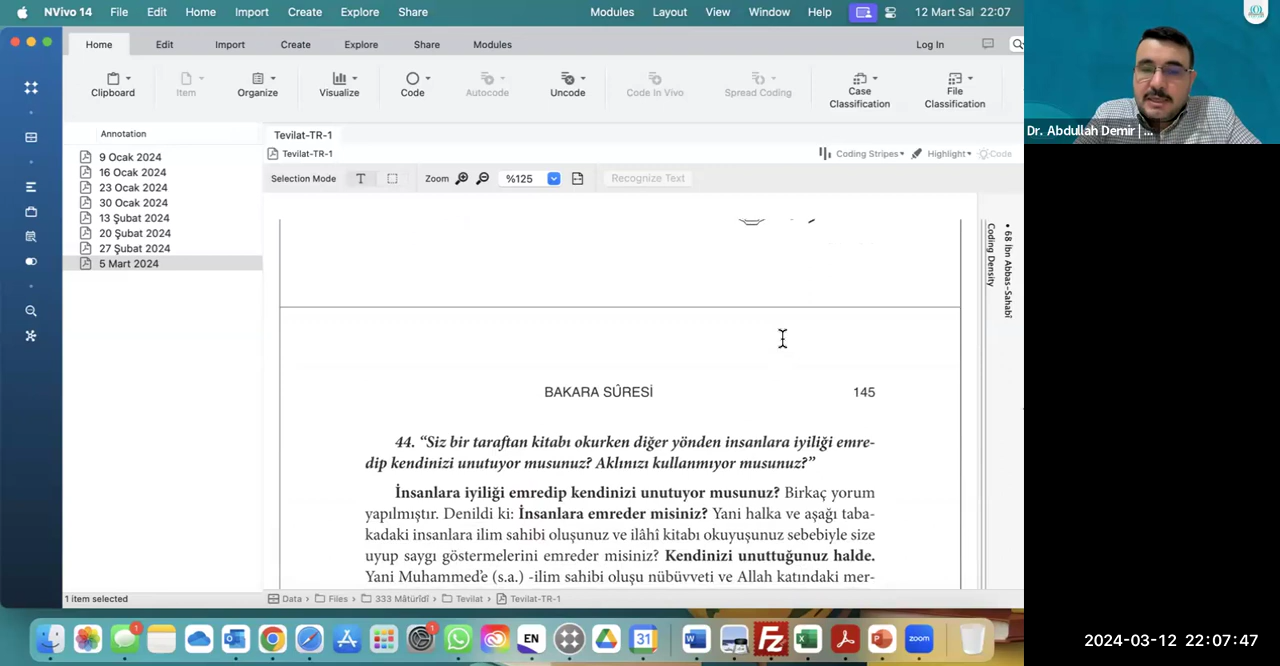 NVivo 14 File Edit Home Import Create Explore Share Modules Layout View Window Help 12 Mart Sal 22:07
Home Edit Import Create Explore Share Modules Log In
Clipboard Item Organize Visualize Code Autocode Uncode Code In Vivo Spread Coding Case Classification File Classification
Annotation
9 Ocak 2024
16 Ocak 2024
23 Ocak 2024
30 Ocak 2024
13 Şubat 2024
20 Şubat 2024
27 Şubat 2024
5 Mart 2024
Tevilat-TR-1
Tevilat-TR-1 Coding Stripes Highlight Code
Selection Mode T Zoom %125 Recognize Text
BAKARA SÛRESİ 145
44. “Siz bir taraftan kitabı okurken diğer yönden insanlara iyiliği emre-
dip kendinizi unutuyor musunuz? Aklınızı kullanmıyor musunuz?”
İnsanlara iyiliği emredip kendinizi unutuyor musunuz? Birkaç yorum
yapılmıştır. Denildi ki: İnsanlara emreder misiniz? Yani halka ve aşağı taba-
kadaki insanlara ilim sahibi oluşunuz ve ilâhî kitabı okuyuşunuz sebebiyle size
uyup saygı göstermelerini emreder misiniz? Kendinizi unuttuğunuz halde.
Yani Muhammed’e (s.a.) -ilim sahibi oluşu nübüvveti ve Allah katındaki mer-
• 68 İbn Abbas-Sahabî
Coding Density
1 item selected
Data Files 333 Mâtürîdî Tevilat Tevilat-TR-1
1 1 EN 31 W Fz X P zoom
Dr. Abdullah Demir | ...
2024-03-12 22:07:47